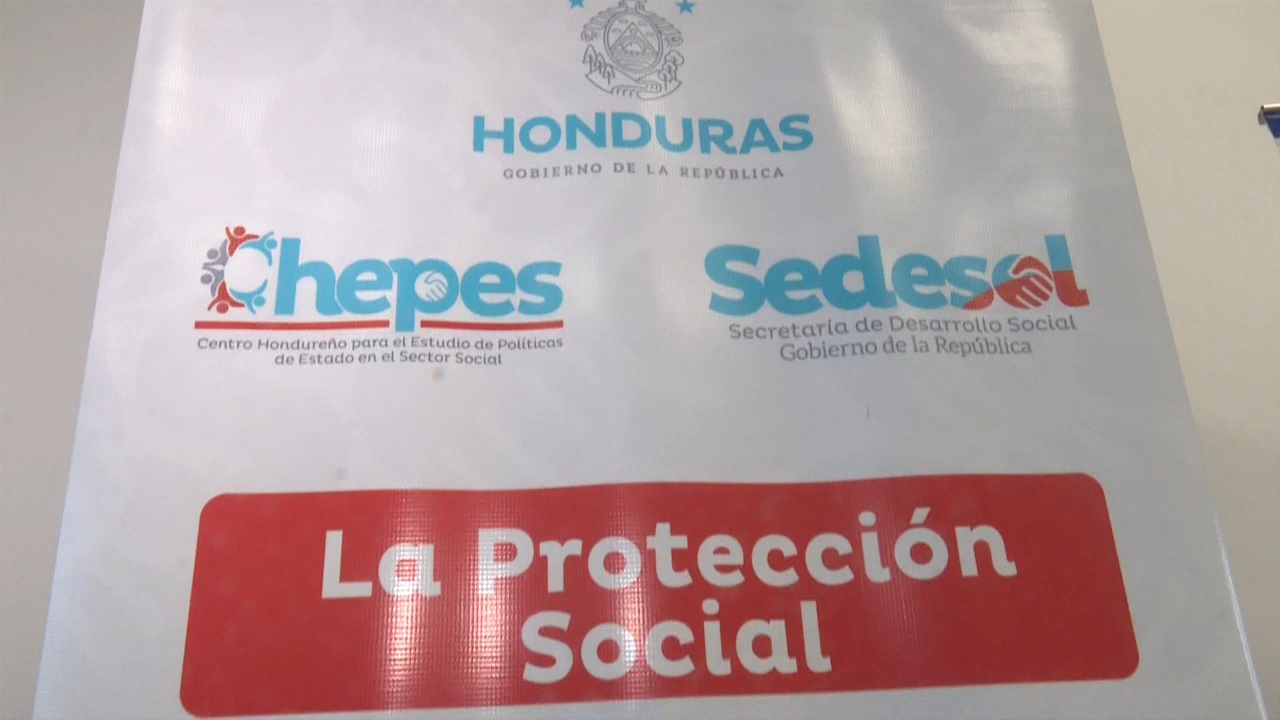 HONDURAS
GOBIERNO DE LA REPÚBLICA
Chepes
Centro Hondureño para el Estudio de Políticas
de Estado en el Sector Social
Sedesol
Secretaría de Desarrollo Social
Gobierno de la República
La Protección
Social